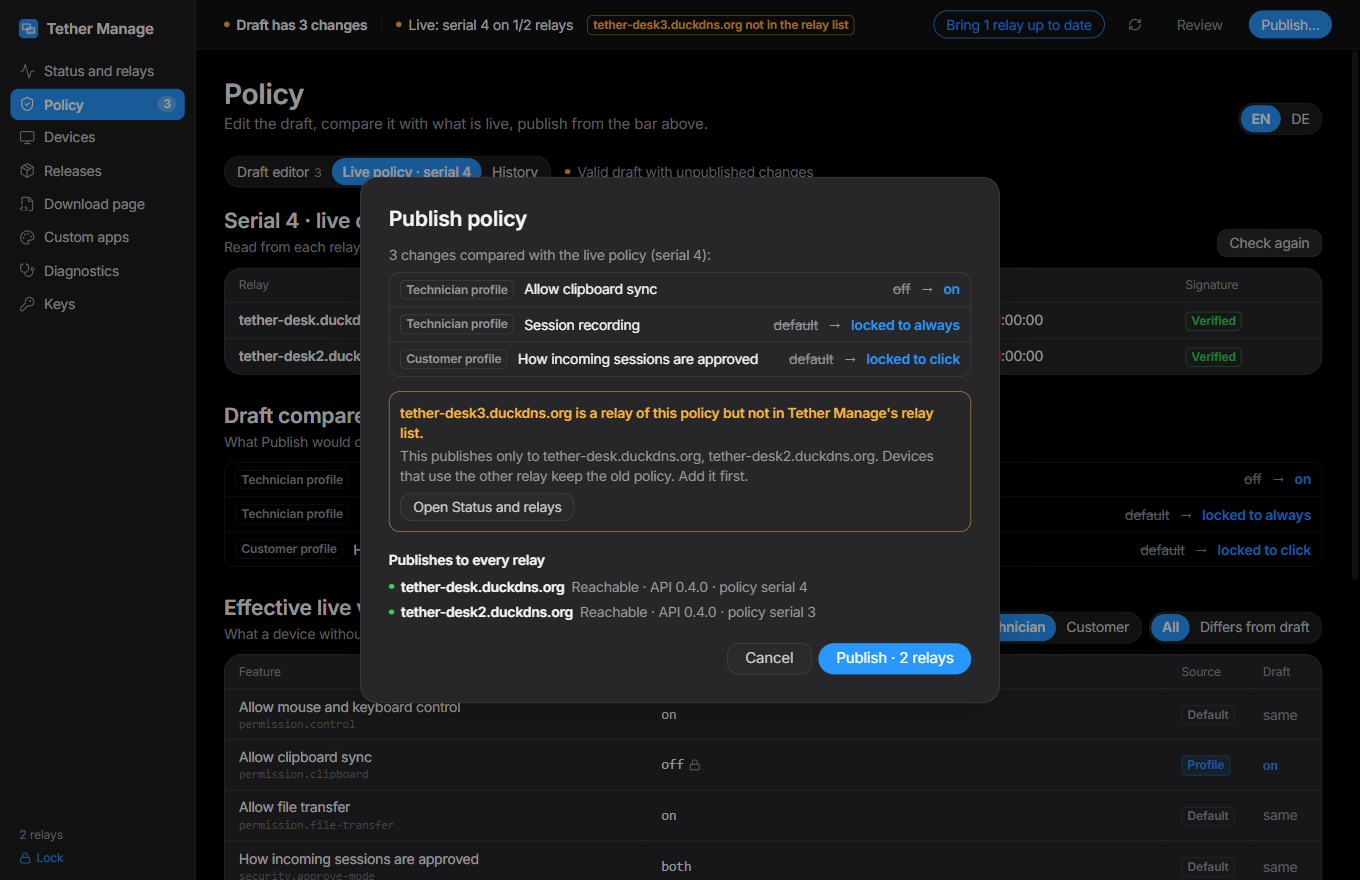 Tether Manage
Draft has 3 changes
Live: serial 4 on 1/2 relays
tether-desk3.duckdns.org not in the relay list
Bring 1 relay up to date
Review
Publish...
Status and relays
Policy 3
Devices
Releases
Download page
Custom apps
Diagnostics
Keys
2 relays
Lock
Policy
Edit the draft, compare it with what is live, publish from the bar above.
EN DE
Draft editor 3
Live policy · serial 4
History
Valid draft with unpublished changes
Serial 4 · live
Read from each relay
Check again
Relay
Signature
tether-desk.duckd
:00:00
Verified
tether-desk2.duck
:00:00
Verified
Draft compare
What Publish would
Technician profile
off → on
Technician profile
default → locked to always
Customer profile
default → locked to click
Effective live
What a device withou
Customer
All
Differs from draft
Feature
Source
Draft
Allow mouse and keyboard control
permission.control
on
Default
same
Allow clipboard sync
permission.clipboard
off
Profile
on
Allow file transfer
permission.file-transfer
on
Default
same
How incoming sessions are approved
security.approve-mode
both
Default
same
Publish policy
3 changes compared with the live policy (serial 4):
Technician profile Allow clipboard sync off → on
Technician profile Session recording default → locked to always
Customer profile How incoming sessions are approved default → locked to click
tether-desk3.duckdns.org is a relay of this policy but not in Tether Manage's relay
list.
This publishes only to tether-desk.duckdns.org, tether-desk2.duckdns.org. Devices
that use the other relay keep the old policy. Add it first.
Open Status and relays
Publishes to every relay
tether-desk.duckdns.org Reachable · API 0.4.0 · policy serial 4
tether-desk2.duckdns.org Reachable · API 0.4.0 · policy serial 3
Cancel
Publish · 2 relays